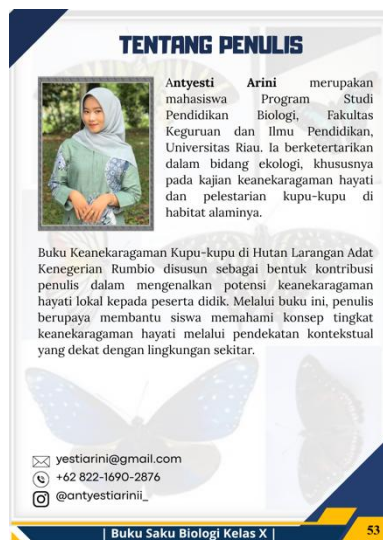 TENTANG PENULIS
Antyesti Arini merupakan
mahasiswa Program Studi
Pendidikan Biologi, Fakultas
Keguruan dan Ilmu Pendidikan,
Universitas Riau. Ia berketertarikan
dalam bidang ekologi, khususnya
pada kajian keanekaragaman hayati
dan pelestarian kupu-kupu di
habitat alaminya.
Buku Keanekaragaman Kupu-kupu di Hutan Larangan Adat
Kenegerian Rumbio disusun sebagai bentuk kontribusi
penulis dalam mengenalkan potensi keanekaragaman
hayati lokal kepada peserta didik. Melalui buku ini, penulis
berupaya membantu siswa memahami konsep tingkat
keanekaragaman hayati melalui pendekatan kontekstual
yang dekat dengan lingkungan sekitar.
yestiarini@gmail.com
+62 822-1690-2876
@antyestiarinii_
| Buku Saku Biologi Kelas X |
53